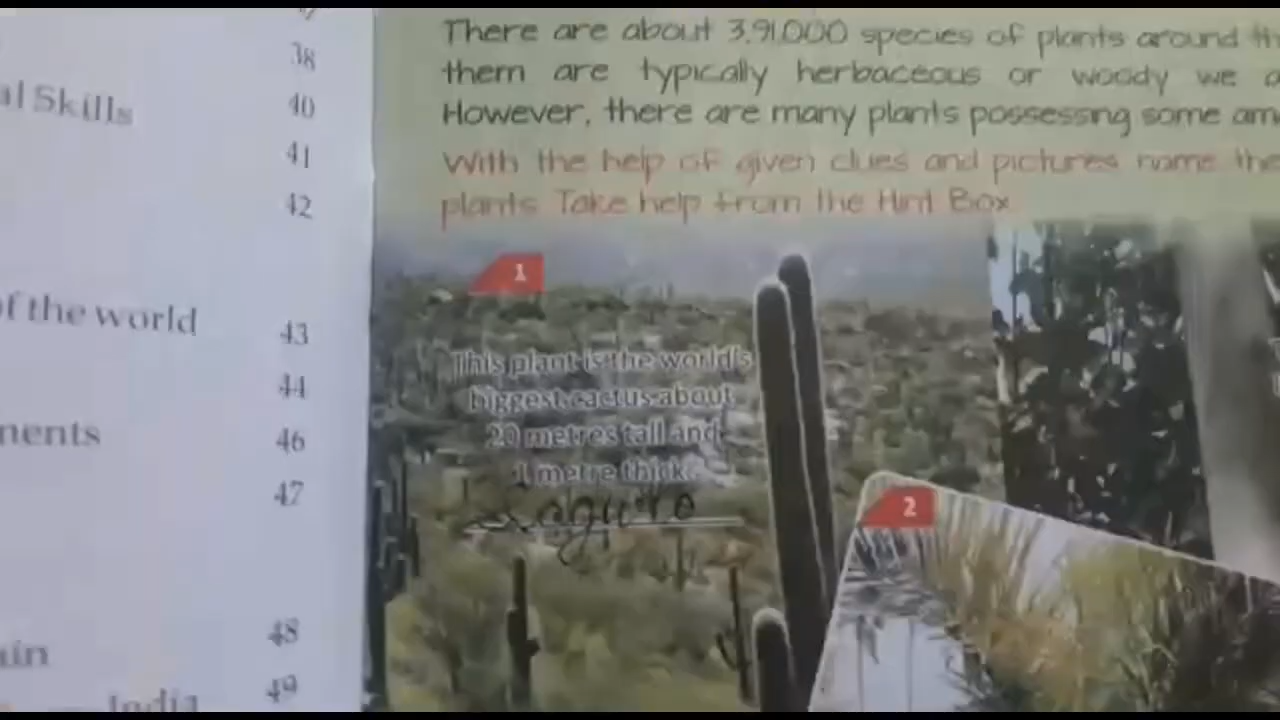 38
al Skills
40
41
42
of the world
43
44
nents
46
47
48
ain
India
49
There are about 3,91,000 species of plants around th
them are typically herbaceous or woody we a
However, there are many plants possessing some am
With the help of given clues and pictures name the
plants. Take help from the Hint Box
1
This plant is the world's
biggest cactus about
20 metres tall and
1 metre thick.
Saguro
2